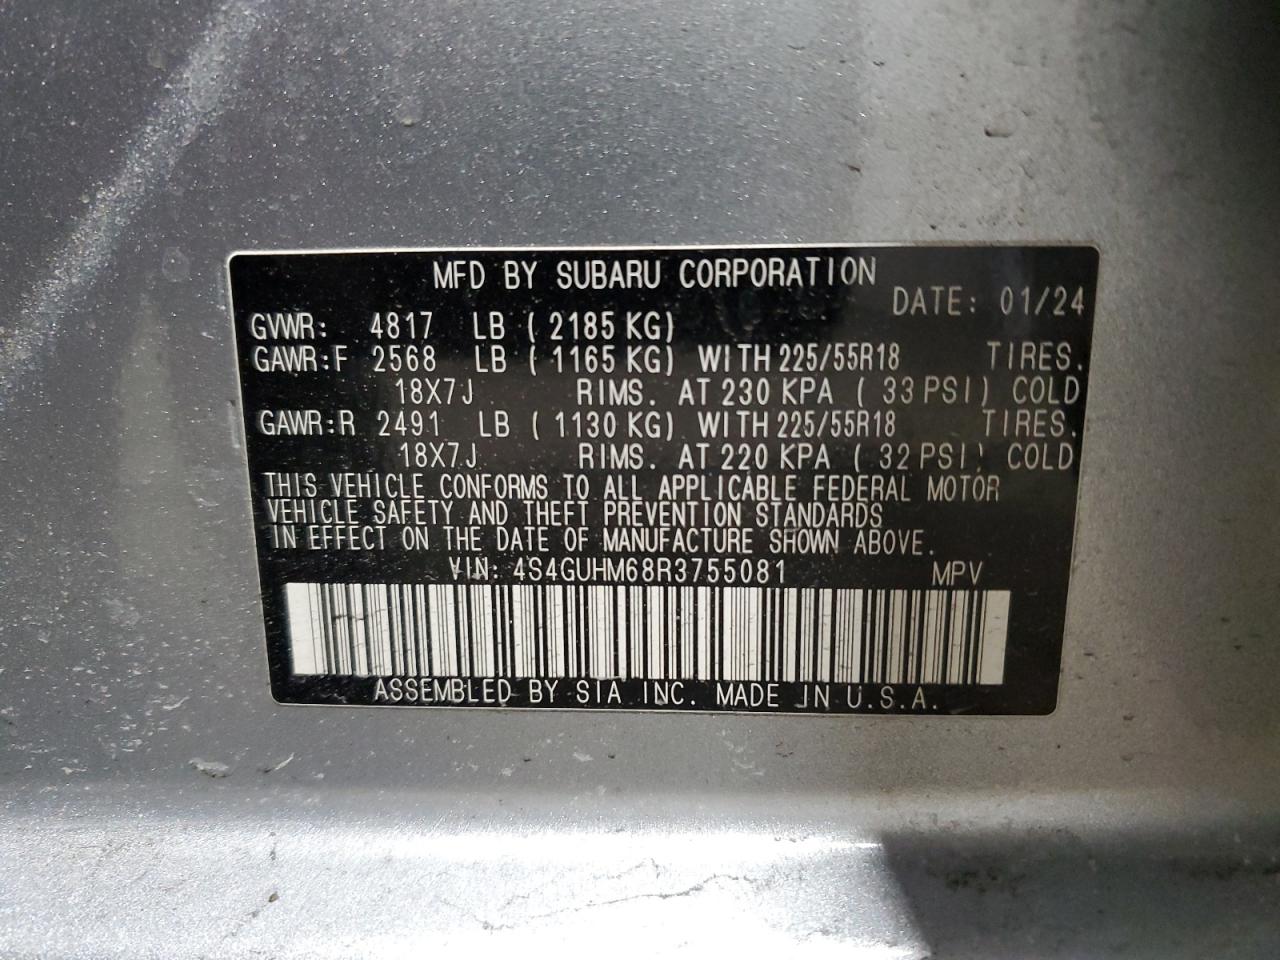 MFD BY SUBARU CORPORATION
DATE: 01/24
GVWR: 4817 LB ( 2185 KG)
GAWR:F 2568 LB ( 1165 KG) WITH 225/55R18 TIRES.
18X7J RIMS. AT 230 KPA ( 33 PSI) COLD
GAWR:R 2491 LB ( 1130 KG) WITH 225/55R18 TIRES.
18X7J RIMS. AT 220 KPA ( 32 PSI) COLD
THIS VEHICLE CONFORMS TO ALL APPLICABLE FEDERAL MOTOR
VEHICLE SAFETY AND THEFT PREVENTION STANDARDS
IN EFFECT ON THE DATE OF MANUFACTURE SHOWN ABOVE.
VIN: 4S4GUHM68R3755081 MPV
ASSEMBLED BY SIA INC. MADE IN U.S.A.